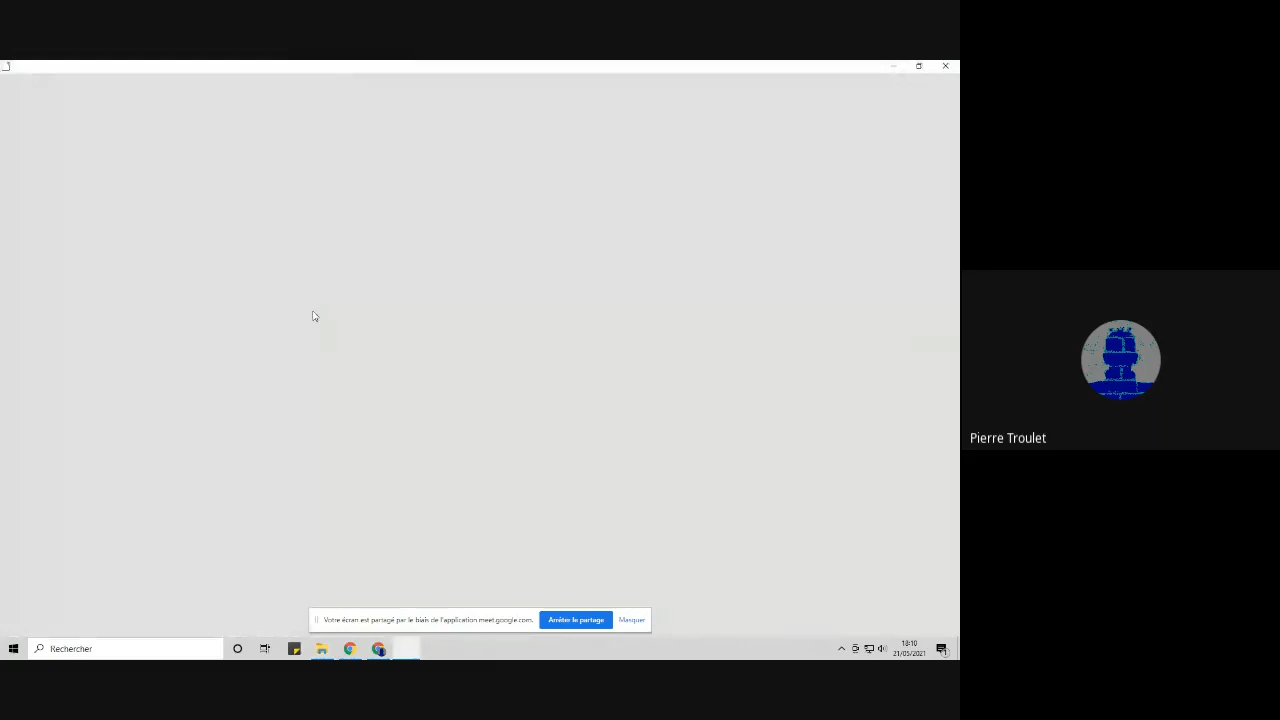 Votre écran est partagé par le biais de l'application meet.google.com.
Arrêter le partage
Masquer
Rechercher
18:10
21/05/2021
1
Pierre Troulet